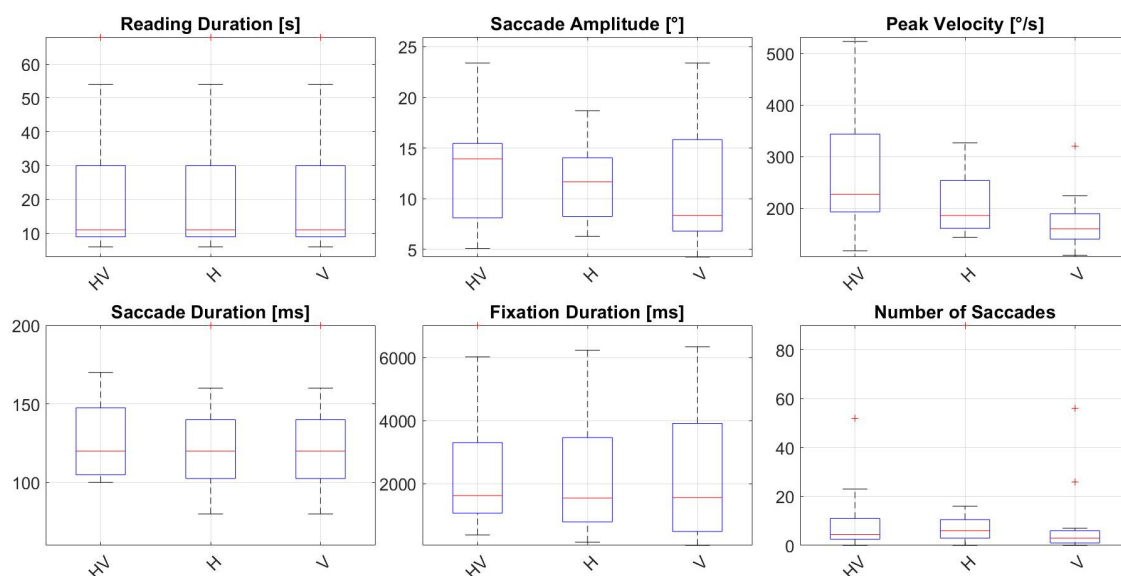 Reading Duration [s]
60
50
40
30
20
10
HV
H
V
Saccade Amplitude [°]
25
20
15
10
5
HV
H
V
Peak Velocity [°/s]
500
400
300
200
HV
H
V
Saccade Duration [ms]
200
150
100
HV
H
V
Fixation Duration [ms]
6000
4000
2000
HV
H
V
Number of Saccades
80
60
40
20
0
HV
H
V